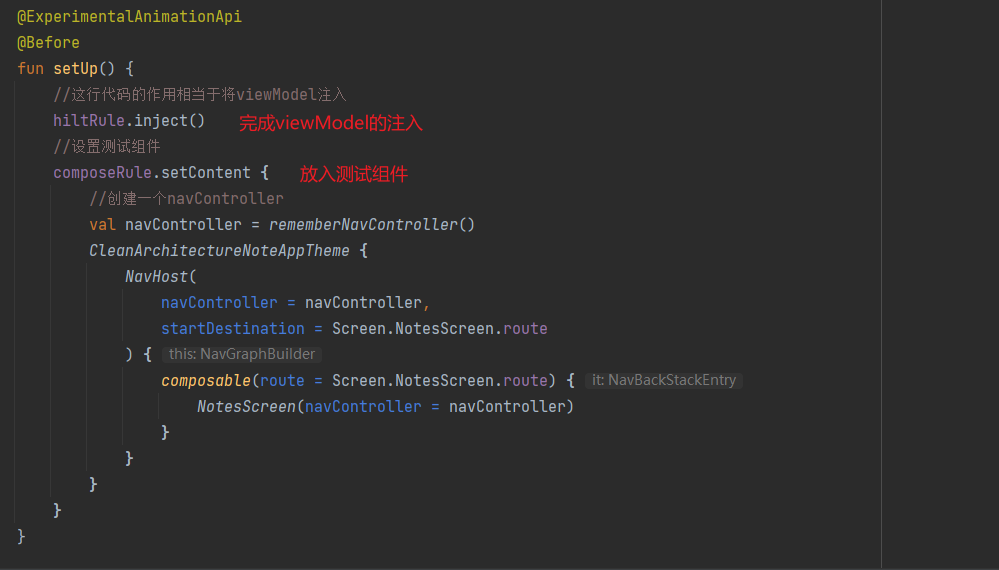 @ExperimentalAnimationApi
@Before
fun setUp() {
//这行代码的作用相当于将viewModel注入
hiltRule.inject() 完成viewModel的注入
//设置测试组件
composeRule.setContent { 放入测试组件
//创建一个navController
val navController = rememberNavController()
CleanArchitectureNoteAppTheme {
NavHost(
navController = navController,
startDestination = Screen.NotesScreen.route
) { this: NavGraphBuilder
composable(route = Screen.NotesScreen.route) { it: NavBackStackEntry
NotesScreen(navController = navController)
}
}
}
}
}